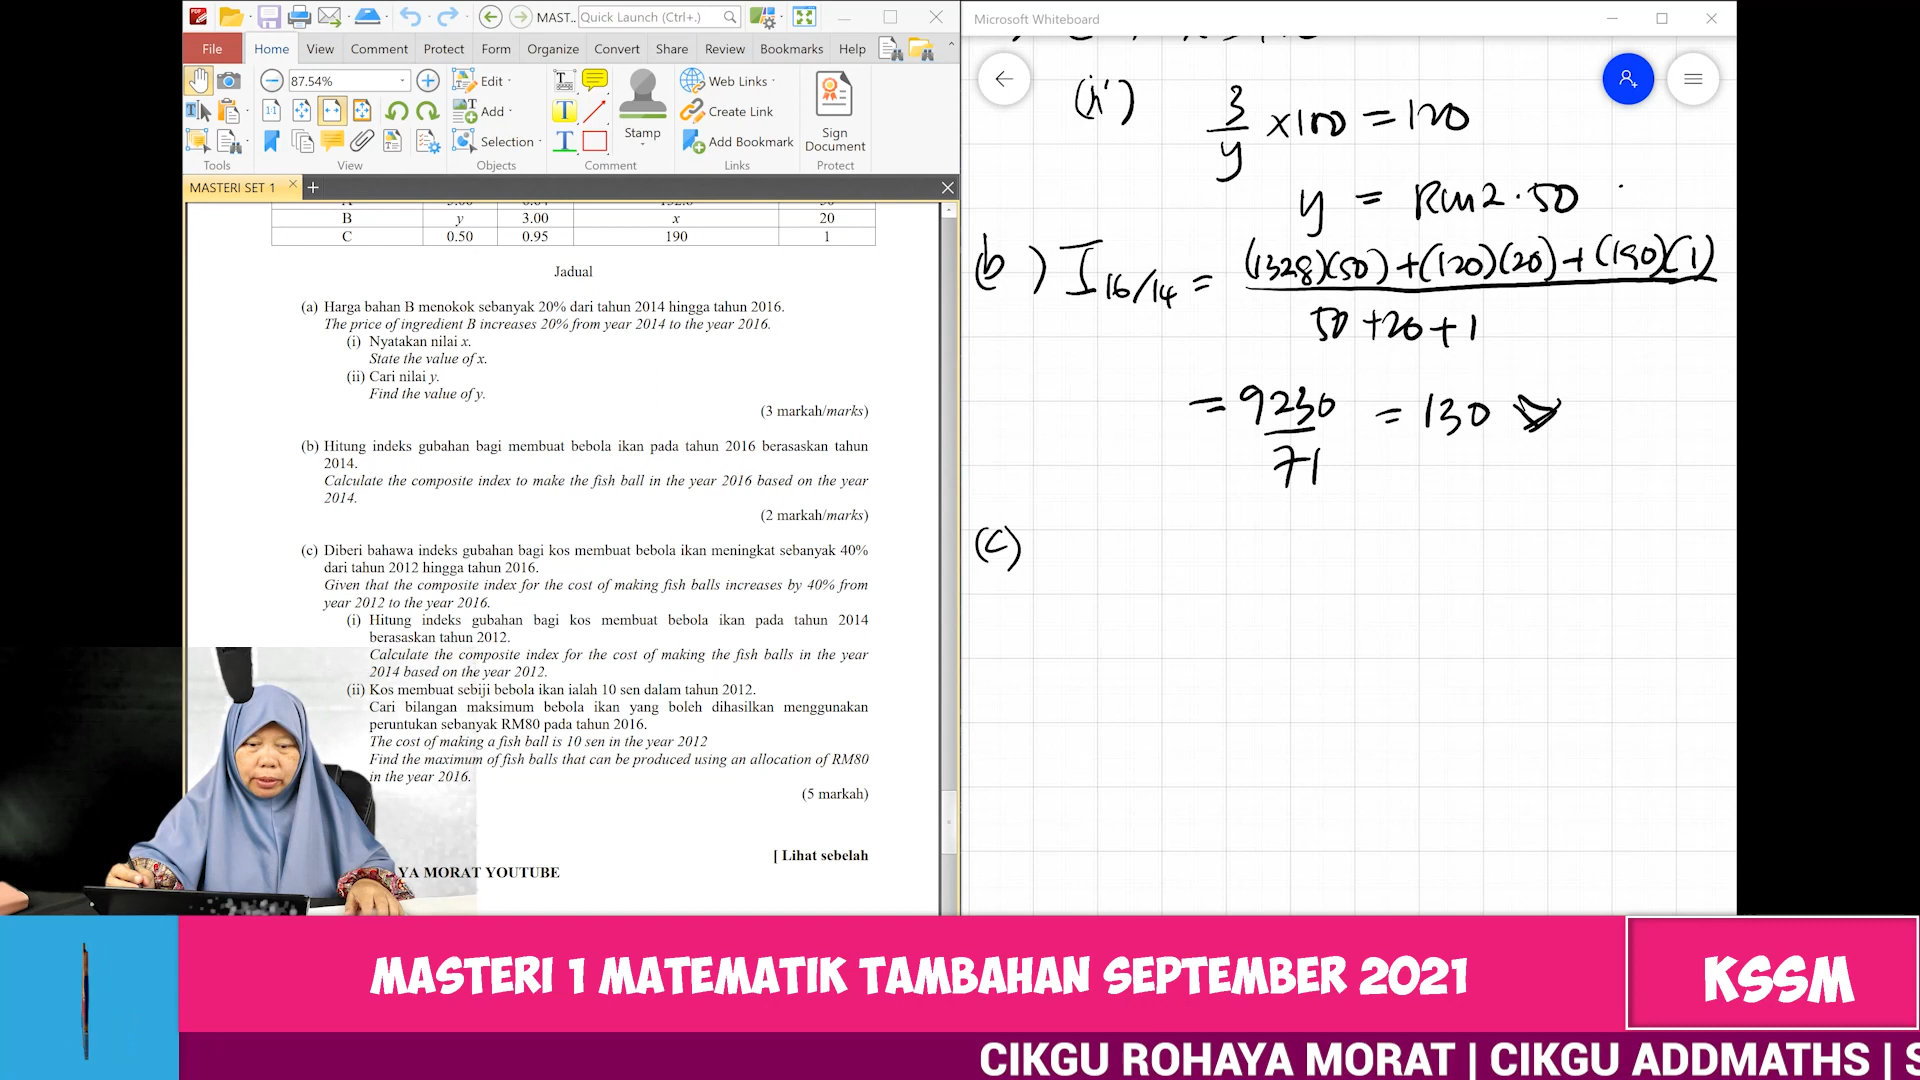 MAST...
Quick Launch (Ctrl+.)
File Home View Comment Protect Form Organize Convert Share Review Bookmarks Help
87.54%
Edit
Add
Selection
Stamp
Web Links
Create Link
Add Bookmark
Sign
Document
Tools View Objects Comment Links Protect
MASTERI SET 1
B y 3.00 x 20
C 0.50 0.95 190 1
Jadual
(a) Harga bahan B menokok sebanyak 20% dari tahun 2014 hingga tahun 2016.
The price of ingredient B increases 20% from year 2014 to the year 2016.
(i) Nyatakan nilai x.
State the value of x.
(ii) Cari nilai y.
Find the value of y.
(3 markah/marks)
(b) Hitung indeks gubahan bagi membuat bebola ikan pada tahun 2016 berasaskan tahun
2014.
Calculate the composite index to make the fish ball in the year 2016 based on the year
2014.
(2 markah/marks)
(c) Diberi bahawa indeks gubahan bagi kos membuat bebola ikan meningkat sebanyak 40%
dari tahun 2012 hingga tahun 2016.
Given that the composite index for the cost of making fish balls increases by 40% from
year 2012 to the year 2016.
(i) Hitung indeks gubahan bagi kos membuat bebola ikan pada tahun 2014
berasaskan tahun 2012.
Calculate the composite index for the cost of making the fish balls in the year
2014 based on the year 2012.
(ii) Kos membuat sebiji bebola ikan ialah 10 sen dalam tahun 2012.
Cari bilangan maksimum bebola ikan yang boleh dihasilkan menggunakan
peruntukan sebanyak RM80 pada tahun 2016.
The cost of making a fish ball is 10 sen in the year 2012
Find the maximum of fish balls that can be produced using an allocation of RM80
in the year 2016.
(5 markah)
[ Lihat sebelah
YA MORAT YOUTUBE
Microsoft Whiteboard
(ii) 3/y x100 = 120
y = RM2.50
(b) I 16/14 = (132.8)(50) + (120)(20) + (190)(1)
50 + 20 + 1
= 9230/71 = 130
(c)
MASTERI 1 MATEMATIK TAMBAHAN SEPTEMBER 2021
KSSM
CIKGU ROHAYA MORAT | CIKGU ADDMATHS | S